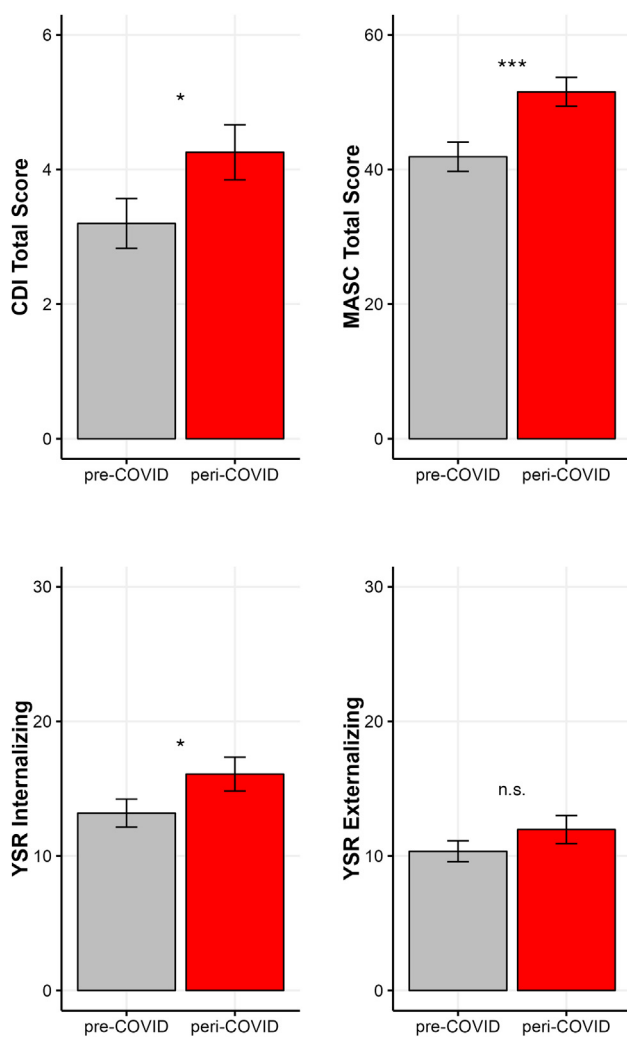 CDI Total Score
6
4
2
0
*
pre-COVID
peri-COVID
MASC Total Score
60
40
20
0
***
pre-COVID
peri-COVID
YSR Internalizing
30
20
10
0
*
pre-COVID
peri-COVID
YSR Externalizing
30
20
10
0
n.s.
pre-COVID
peri-COVID